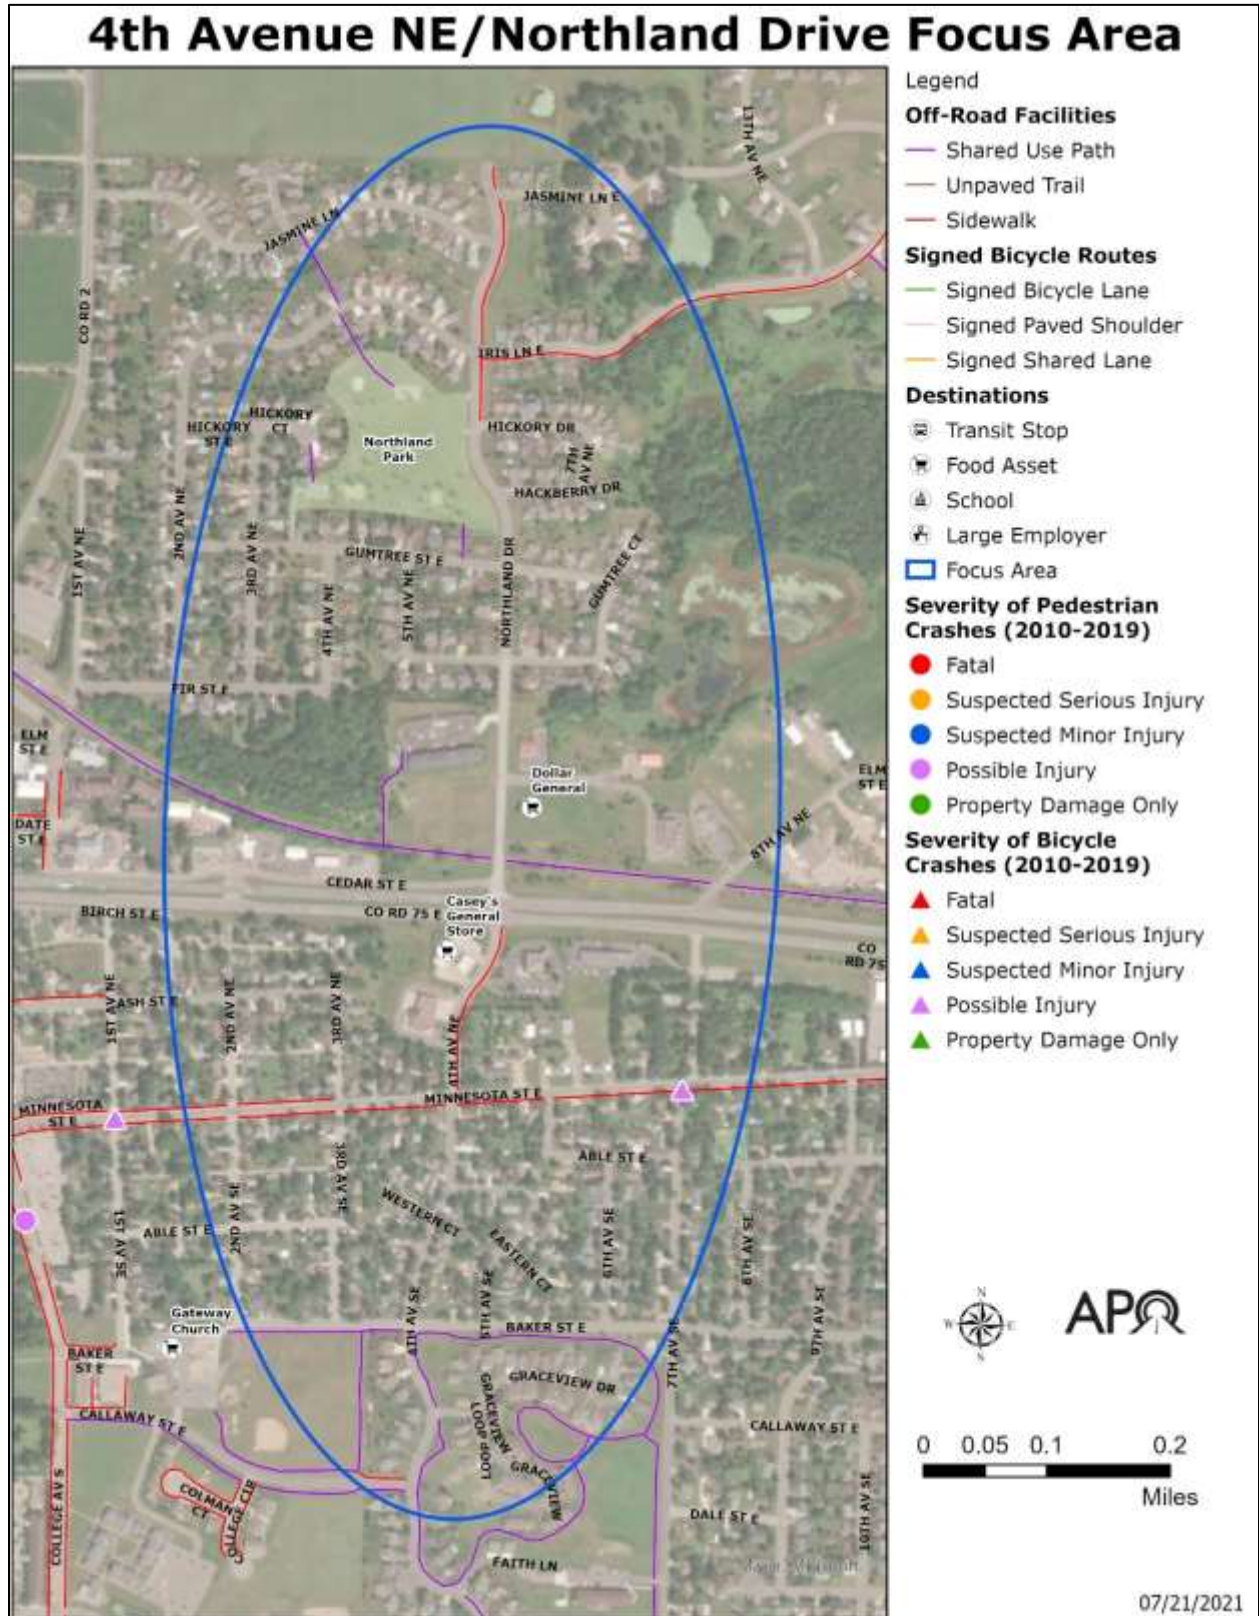 4th Avenue NE/Northland Drive Focus Area
Legend
Off-Road Facilities
Shared Use Path
Unpaved Trail
Sidewalk
Signed Bicycle Routes
Signed Bicycle Lane
Signed Paved Shoulder
Signed Shared Lane
Destinations
Transit Stop
Food Asset
School
Large Employer
Focus Area
Severity of Pedestrian
Crashes (2010-2019)
Fatal
Suspected Serious Injury
Suspected Minor Injury
Possible Injury
Property Damage Only
Severity of Bicycle
Crashes (2010-2019)
Fatal
Suspected Serious Injury
Suspected Minor Injury
Possible Injury
Property Damage Only
N
W
E
S
APO
0 0.05 0.1 0.2
Miles
07/21/2021
13TH AV NE
JASMINE LN E
JASMINE LN
CO RD 2
IRIS LN E
HICKORY
CT
HICKORY
ST E
HICKORY DR
Northland
Park
7TH
AV NE
HACKBERRY DR
2ND AV NE
1ST AV NE
3RD AV NE
GUMTREE ST E
GUMTREE CT
4TH AV NE
5TH AV NE
NORTHLAND DR
FIR ST E
ELM
ST E
Dollar
General
ELM
ST E
DATE
ST E
8TH AV NE
CEDAR ST E
BIRCH ST E
CO RD 75 E
Casey's
General
Store
CO
RD 75
1ST AV NE
ASH ST E
2ND AV NE
3RD AV NE
4TH AV NE
MINNESOTA
ST E
MINNESOTA ST E
ABLE ST E
3RD AV SE
WESTERN CT
1ST AV SE
ABLE ST E
2ND AV SE
EASTERN CT
6TH AV SE
8TH AV SE
Gateway
Church
4TH AV SE
5TH AV SE
BAKER ST E
7TH AV SE
9TH AV SE
BAKER
ST E
GRACEVIEW DR
GRACEVIEW
LOOP
LOOP
CALLAWAY ST E
CALLAWAY ST E
GRACEVIEW
COLMAN
CT
COLLEGE CIR
COLLEGE AV S
DALE ST E
10TH AV SE
FAITH LN